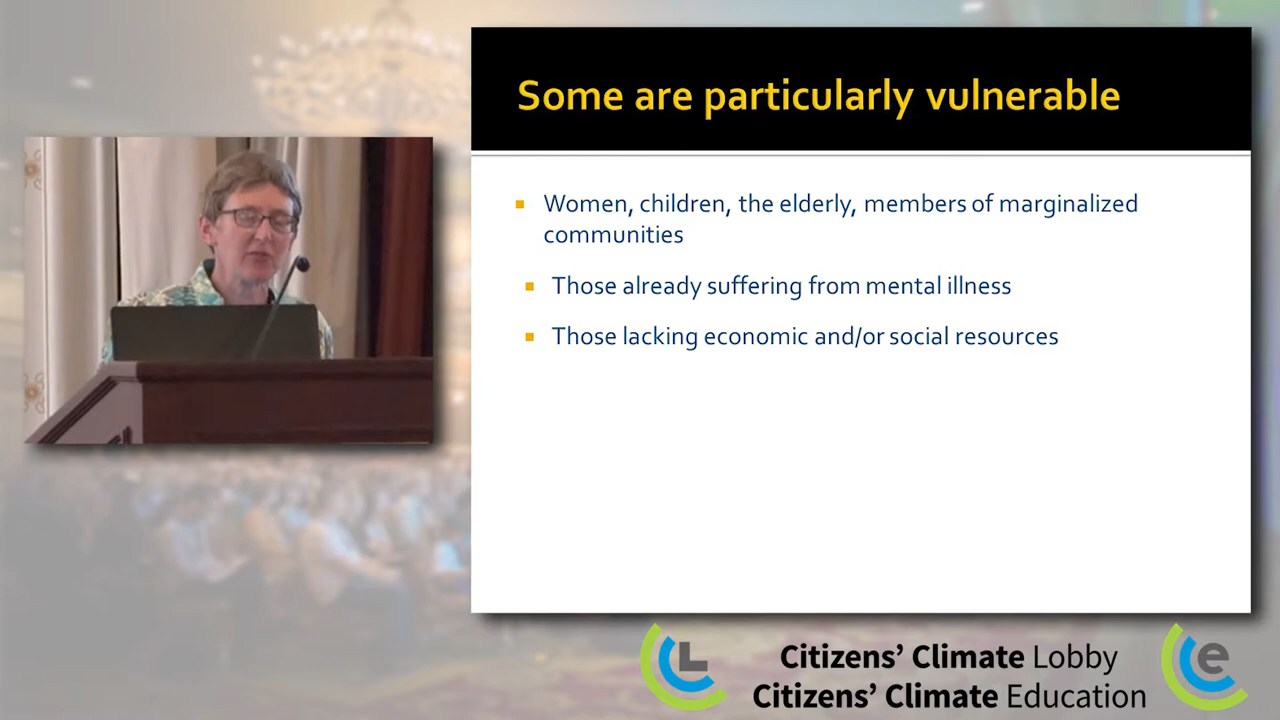 Some are particularly vulnerable
Women, children, the elderly, members of marginalized
communities
Those already suffering from mental illness
Those lacking economic and/or social resources
L
Citizens' Climate Lobby
Citizens' Climate Education
e